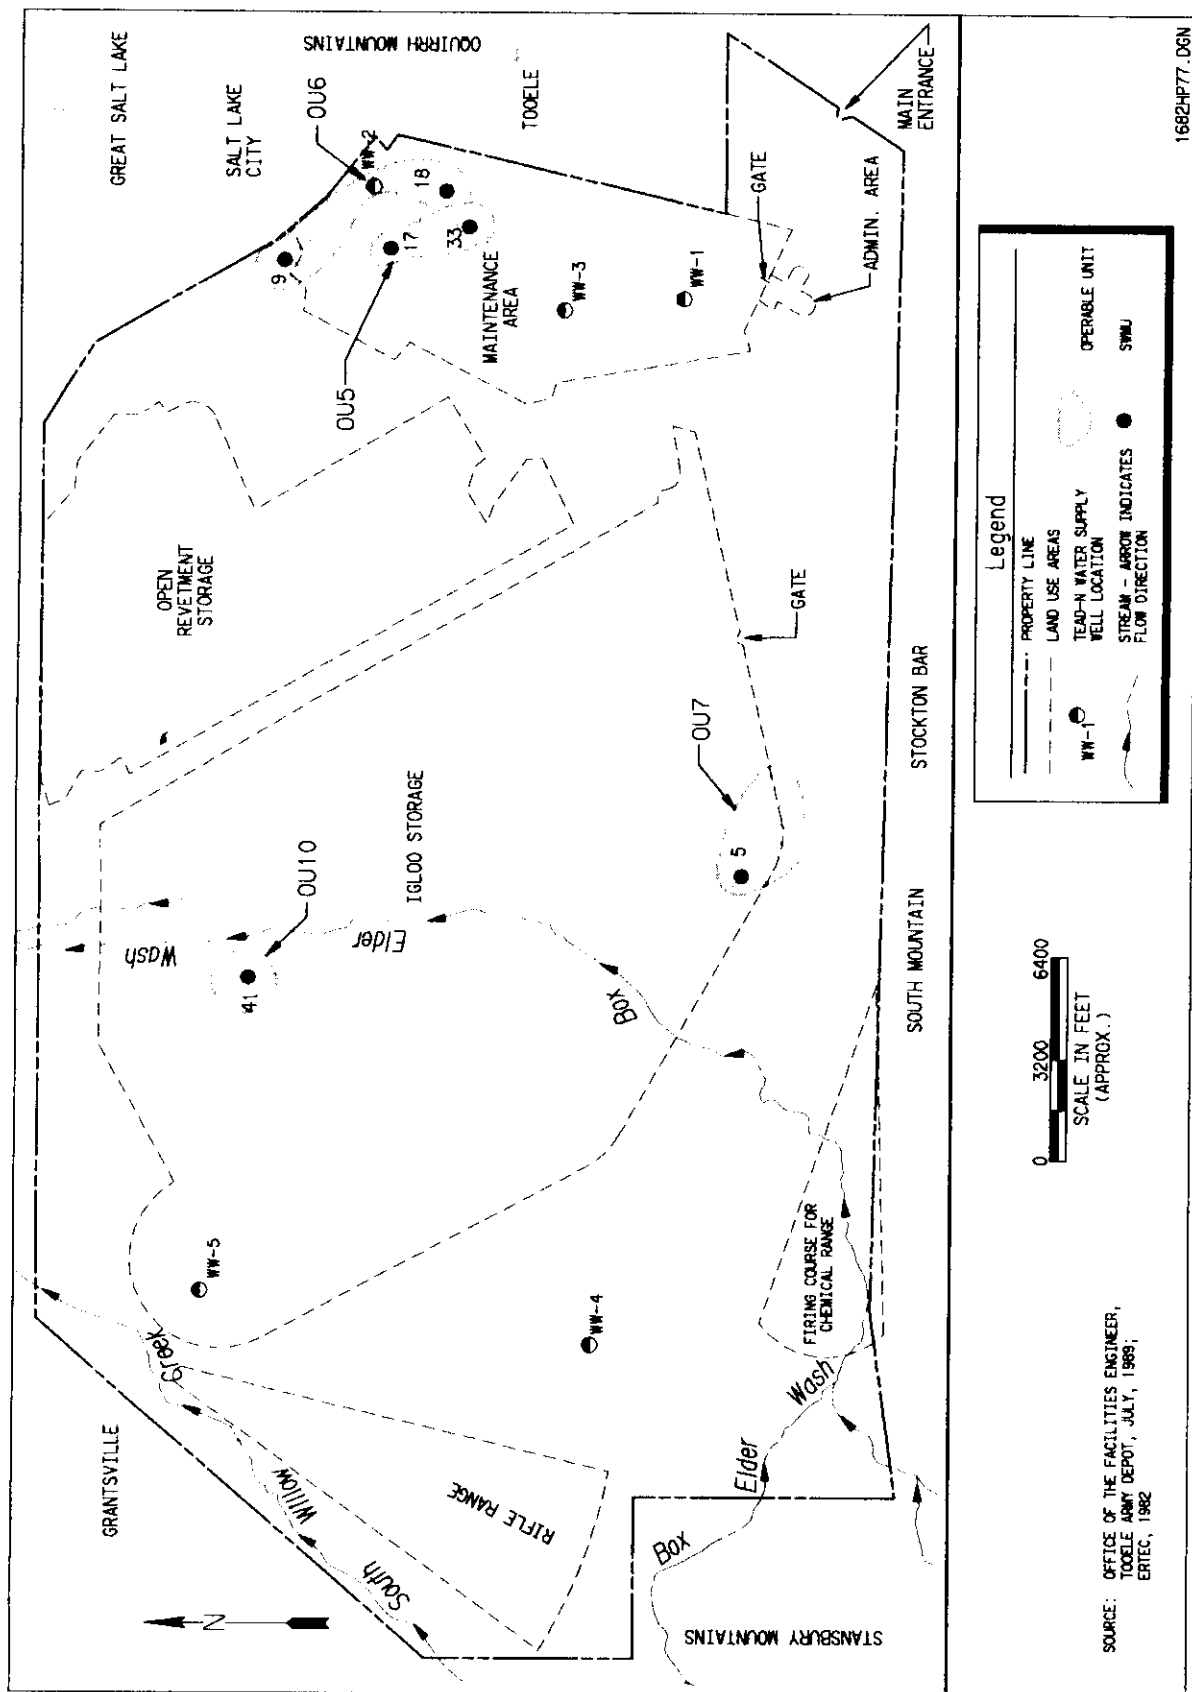 GREAT SALT LAKE
SALT LAKE
CITY
OQUIRRH MOUNTAINS
TOOELE
OU6
WW-2
18
9
17
33
OU5
MAINTENANCE
AREA
WW-3
WW-1
GATE
ADMIN. AREA
MAIN
ENTRANCE
OPEN
REVETMENT
STORAGE
GATE
IGLOO STORAGE
OU7
5
OU10
41
Wash
Elder
Box
STOCKTON BAR
SOUTH MOUNTAIN
WW-5
WW-4
FIRING COURSE FOR
CHEMICAL RANGE
GRANTSVILLE
Creek
Willow
South
RIFLE RANGE
Wash
Elder
Box
STANSBURY MOUNTAINS
N
Legend
PROPERTY LINE
LAND USE AREAS
WW-1
TEAD-N WATER SUPPLY
WELL LOCATION
STREAM - ARROW INDICATES
FLOW DIRECTION
OPERABLE UNIT
SWMU
0 3200 6400
SCALE IN FEET
(APPROX.)
SOURCE: OFFICE OF THE FACILITIES ENGINEER,
TOOELE ARMY DEPOT, JULY, 1989;
ERTEC, 1982
1682HP77.DGN